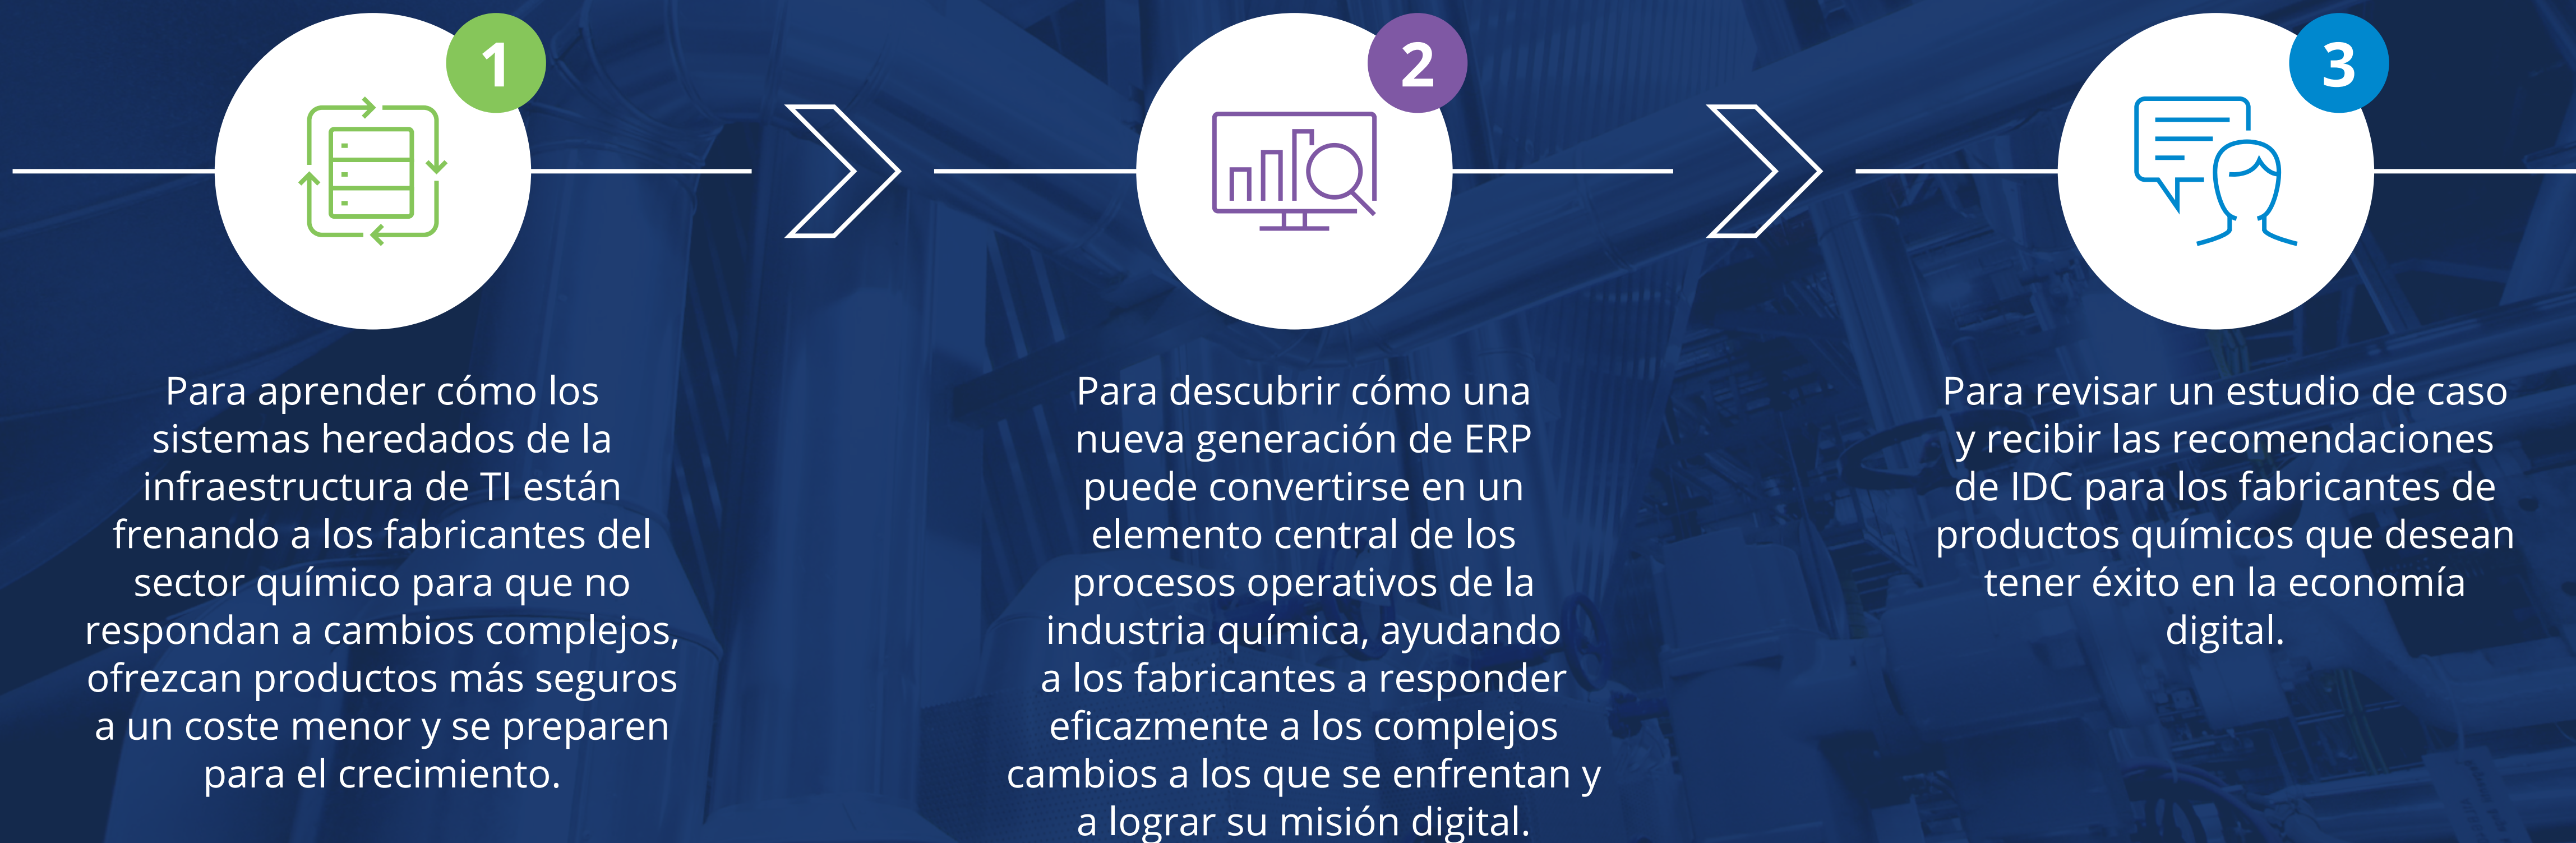 1
Para aprender cómo los
sistemas heredados de la
infraestructura de TI están
frenando a los fabricantes del
sector químico para que no
respondan a cambios complejos,
ofrezcan productos más seguros
a un coste menor y se preparen
para el crecimiento.
2
Para descubrir cómo una
nueva generación de ERP
puede convertirse en un
elemento central de los
procesos operativos de la
industria química, ayudando
a los fabricantes a responder
eficazmente a los complejos
cambios a los que se enfrentan y
a lograr su misión digital.
3
Para revisar un estudio de caso
y recibir las recomendaciones
de IDC para los fabricantes de
productos químicos que desean
tener éxito en la economía
digital.